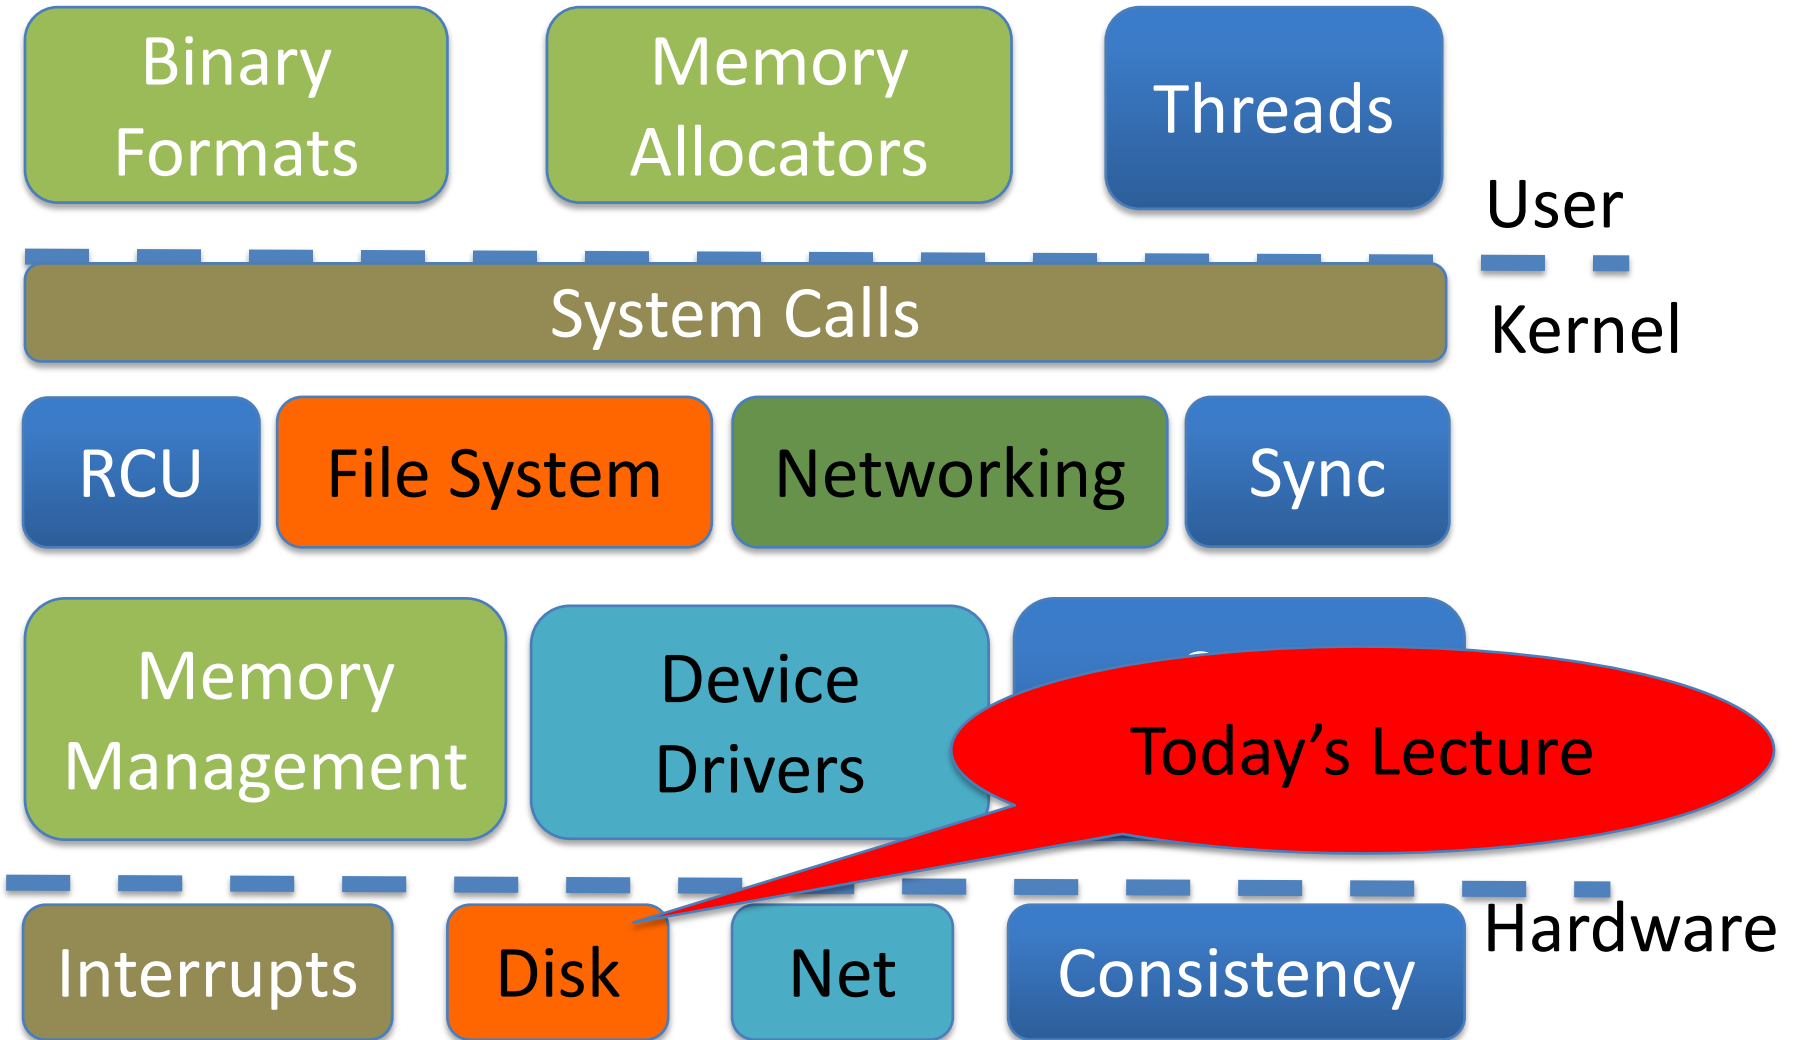 Binary
Formats
Memory
Allocators
Threads
User
System Calls
Kernel
RCU
File System
Networking
Sync
Memory
Management
Device
Drivers
Today’s Lecture
Interrupts
Disk
Net
Consistency
Hardware